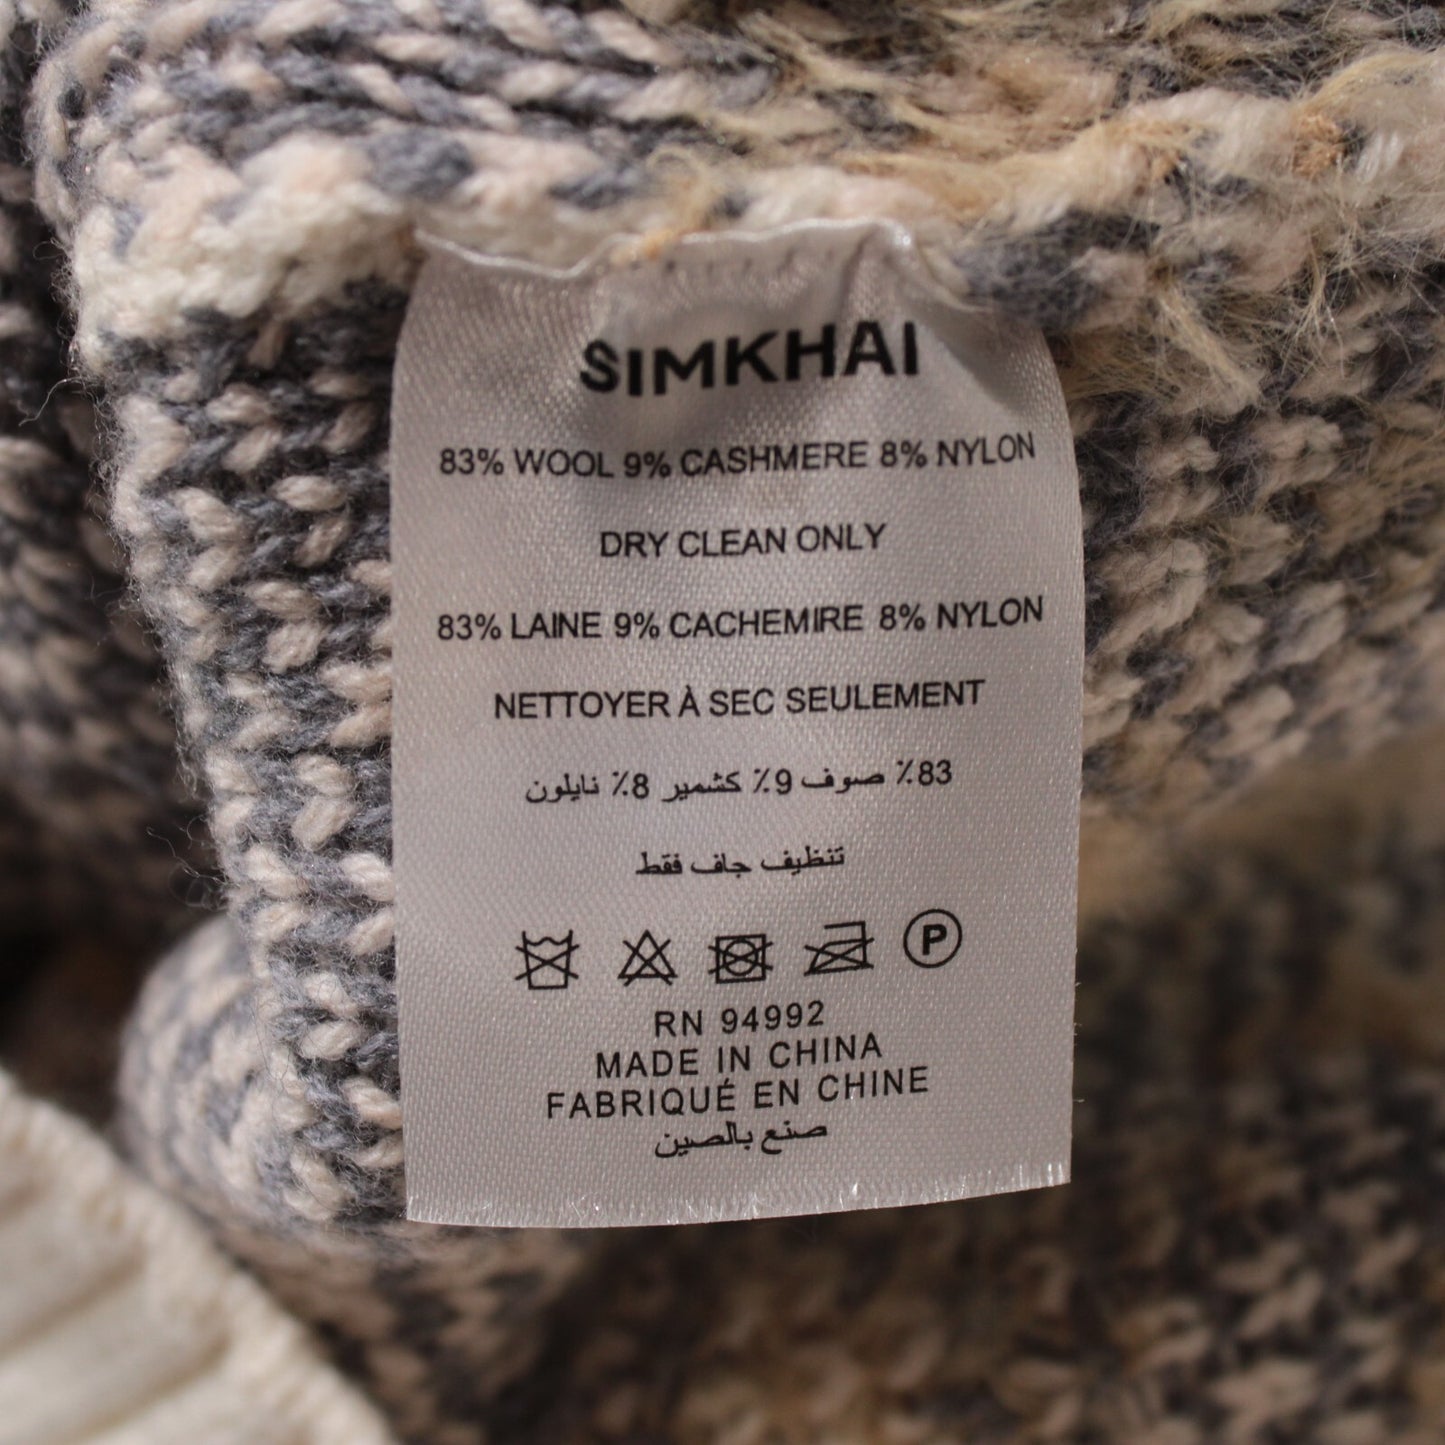 SIMKHAI
83% WOOL 9% CASHMERE 8% NYLON
DRY CLEAN ONLY
83% LAINE 9% CACHEMIRE 8% NYLON
NETTOYER À SEC SEULEMENT
83٪ صوف 9٪ كشمير 8٪ نايلون
تنظيف جاف فقط
P
RN 94992
MADE IN CHINA
FABRIQUÉ EN CHINE
صنع بالصين